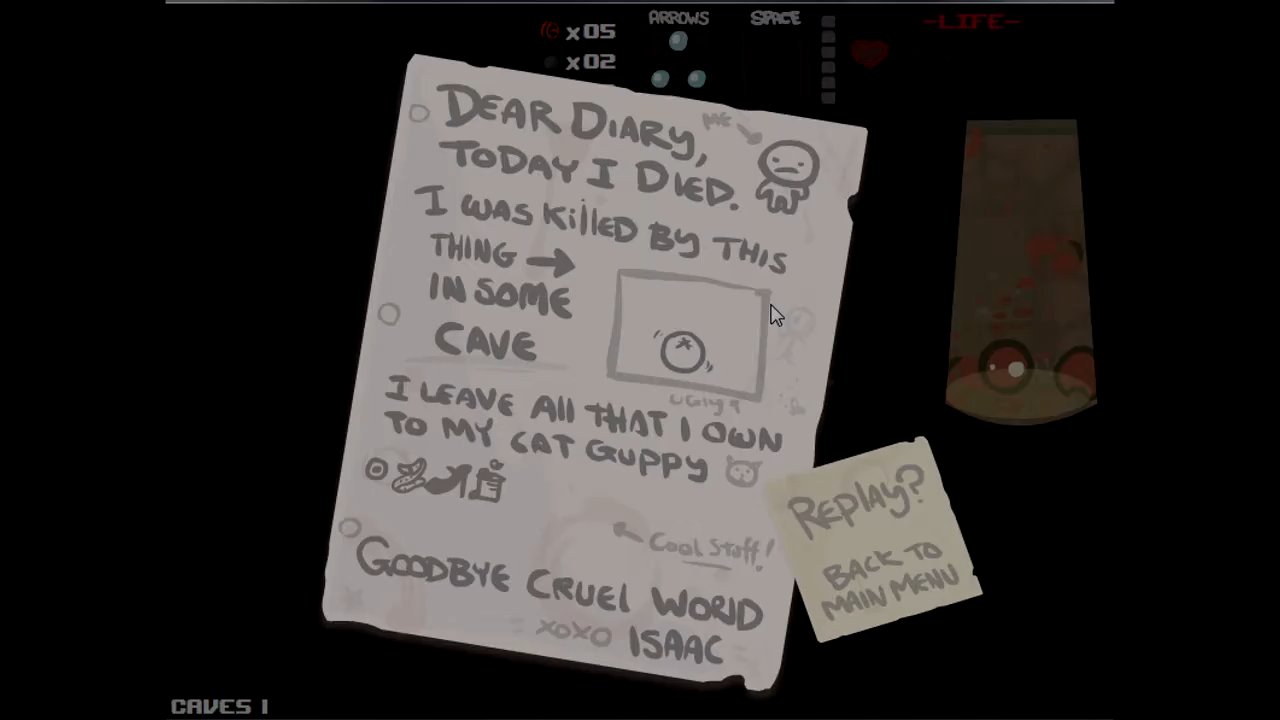 x05
x02
ARROWS
SPACE
-LIFE-
DEAR DIARY,
ME
TODAY I DIED.
I WAS KILLED BY THIS
THING →
IN SOME
CAVE
I LEAVE ALL THAT I OWN
TO MY CAT GUPPY
COOL STUFF!
GOODBYE CRUEL WORLD
XOXO ISAAC
REPLAY?
BACK TO
MAIN MENU
CAVES I